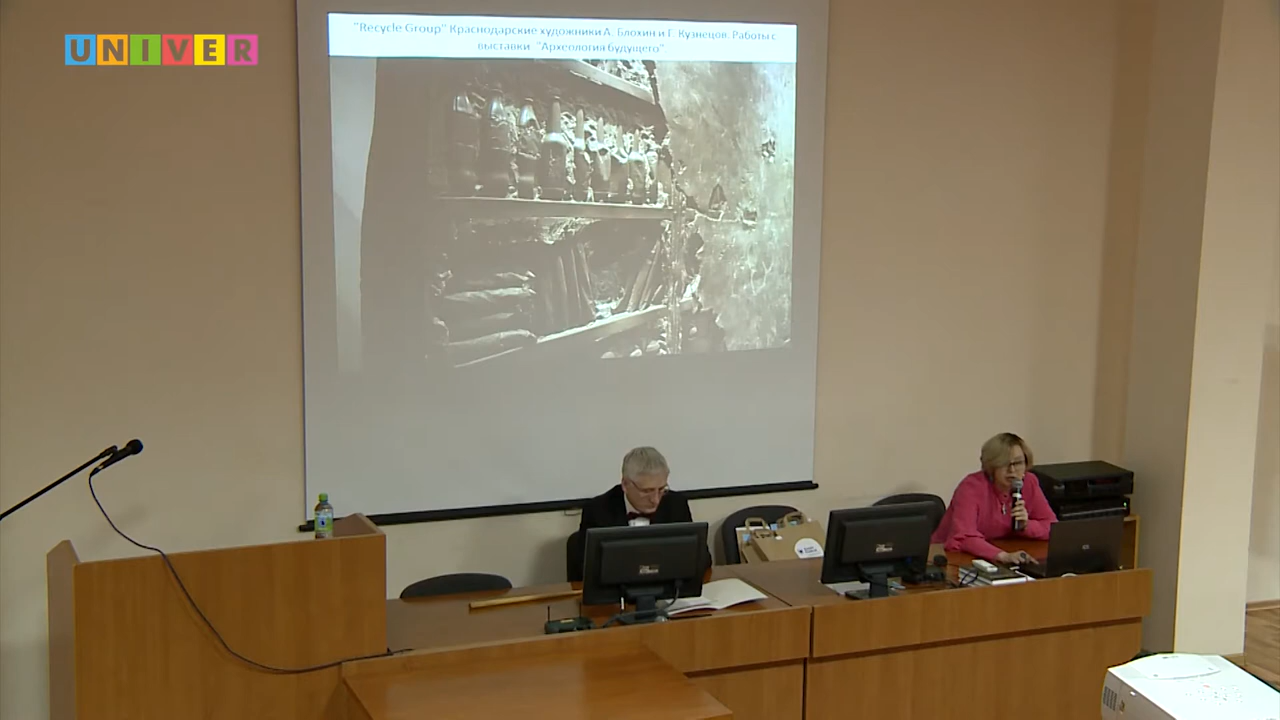 UNIVER
"Recycle Group" Краснодарские художники А. Блохин и Г. Кузнецов. Работы с
выставки "Археология будущего"